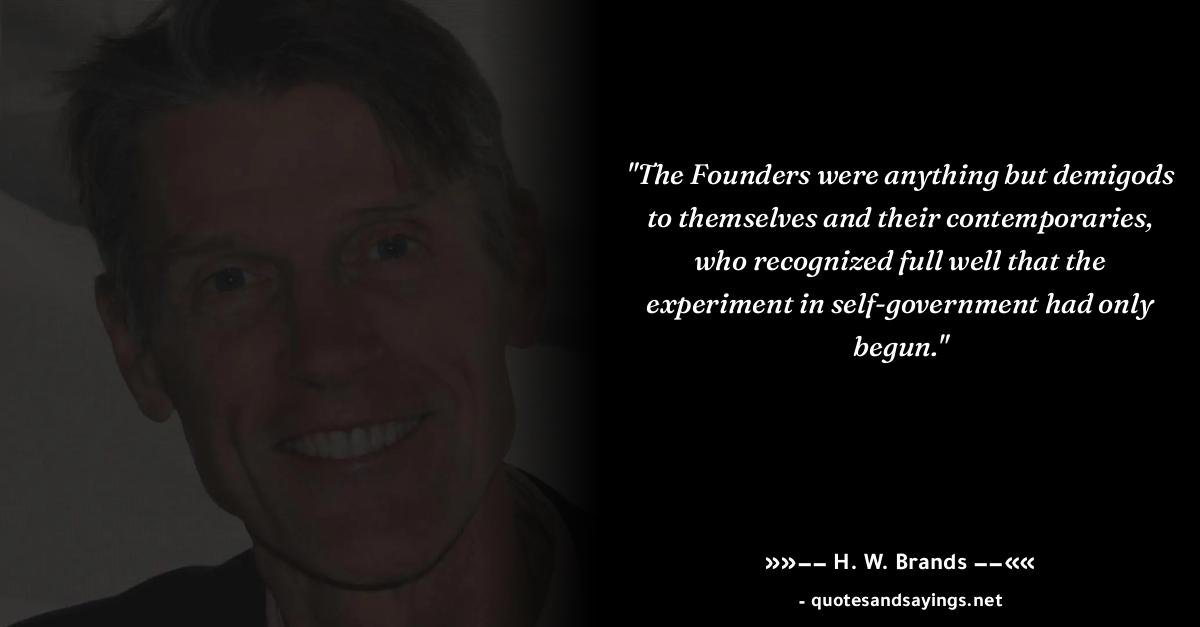 "The Founders were anything but demigods
to themselves and their contemporaries,
who recognized full well that the
experiment in self-government had only
begun."
»»−− H. W. Brands −−««
- quotesandsayings.net